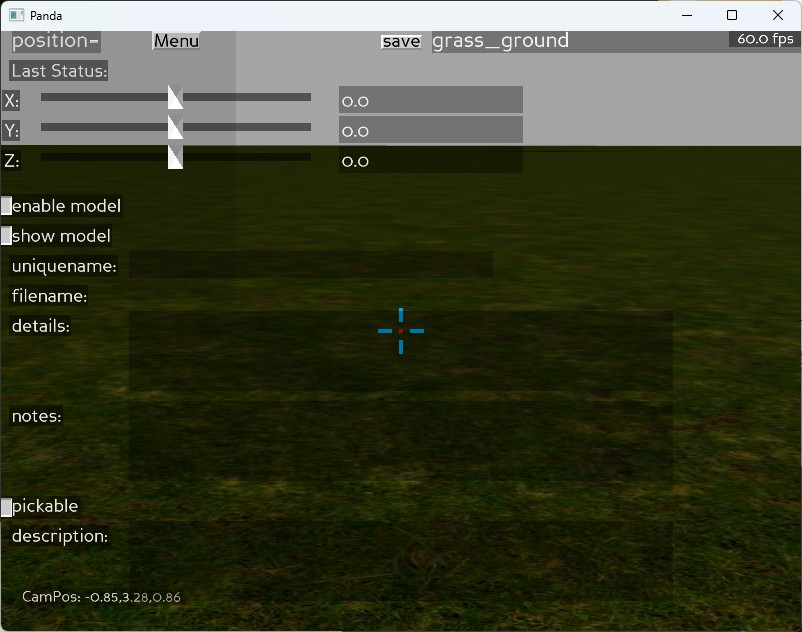 Panda
position- Menu save grass_ground 60.0 fps
Last Status:
X: 0.0
Y: 0.0
Z: 0.0
enable model
show model
uniquename:
filename:
details:
notes:
pickable
description:
CamPos: -0.85,3.28,0.86